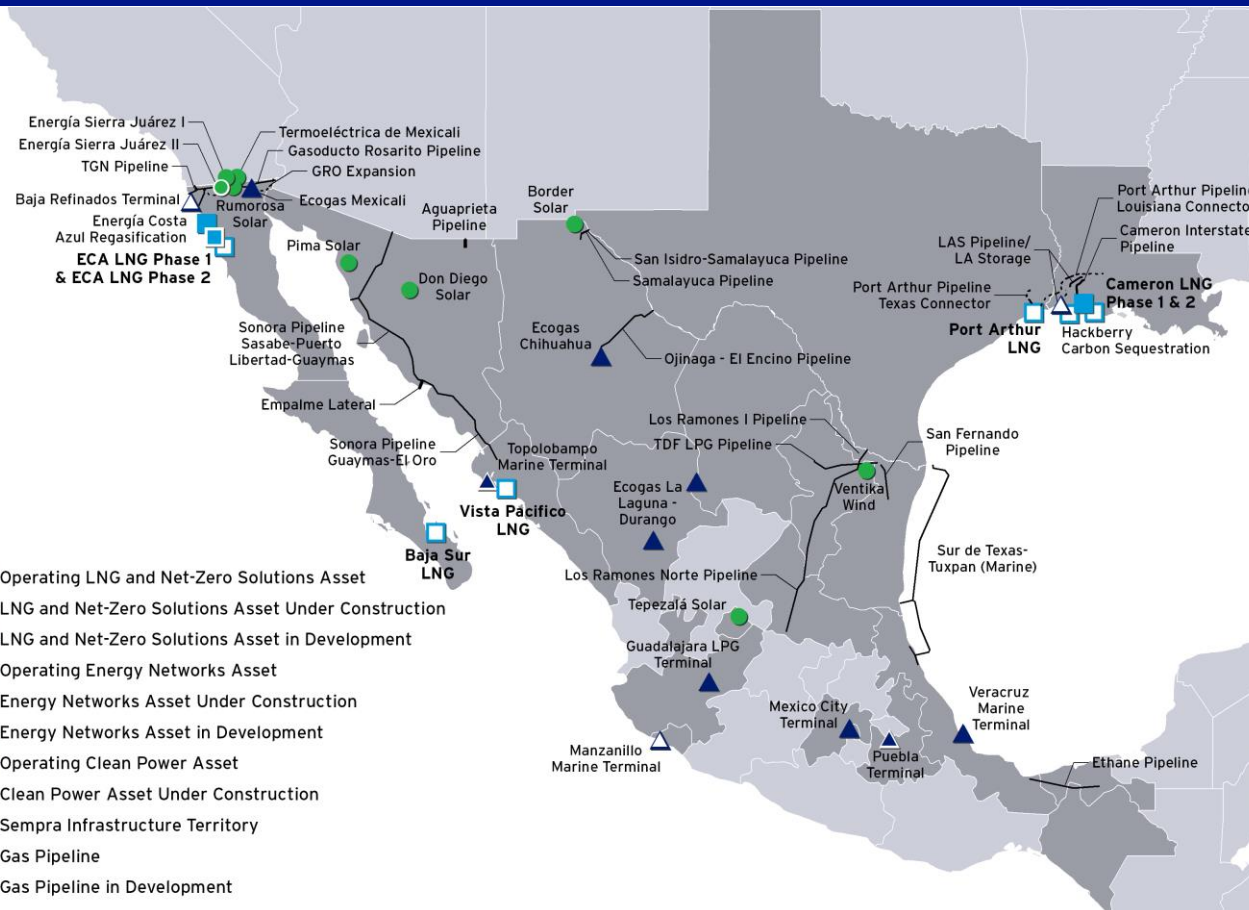 Energía Sierra Juárez I
Energía Sierra Juárez II
TGN Pipeline
Baja Refinados Terminal
Energía Costa
Azul Regasification
ECA LNG Phase 1
& ECA LNG Phase 2
Termoeléctrica de Mexicali
Gasoducto Rosarito Pipeline
GRO Expansion
Ecogas Mexicali
Rumorosa
Solar
Pima Solar
Aguaprieta
Pipeline
Don Diego
Solar
Border
Solar
San Isidro-Samalayuca Pipeline
Samalayuca Pipeline
Ecogas
Chihuahua
Ojinaga - El Encino Pipeline
Sonora Pipeline
Sasabe-Puerto
Libertad-Guaymas
Empalme Lateral
Sonora Pipeline
Guaymas-El Oro
Topolobampo
Marine Terminal
Vista Pacifico
LNG
Baja Sur
LNG
Port Arthur Pipeline
Louisiana Connecto
Cameron Interstate
Pipeline
LAS Pipeline/
LA Storage
Port Arthur Pipeline
Texas Connector
Cameron LNG
Phase 1 & 2
Port Arthur
LNG
Hackberry
Carbon Sequestration
Los Ramones I Pipeline
TDF LPG Pipeline
San Fernando
Pipeline
Ventika
Wind
Ecogas La
Laguna -
Durango
Los Ramones Norte Pipeline
Sur de Texas-
Tuxpan (Marine)
Tepezalá Solar
Guadalajara LPG
Terminal
Manzanillo
Marine Terminal
Mexico City
Terminal
Puebla
Terminal
Veracruz
Marine
Terminal
Ethane Pipeline
Operating LNG and Net-Zero Solutions Asset
LNG and Net-Zero Solutions Asset Under Construction
LNG and Net-Zero Solutions Asset in Development
Operating Energy Networks Asset
Energy Networks Asset Under Construction
Energy Networks Asset in Development
Operating Clean Power Asset
Clean Power Asset Under Construction
Sempra Infrastructure Territory
Gas Pipeline
Gas Pipeline in Development